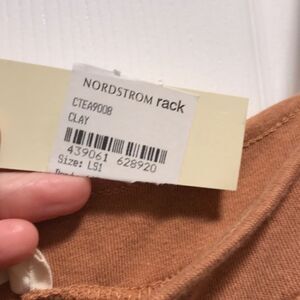 NORDSTROM rack
CTEA9008
CLAY
439061 628920
Size: LS1